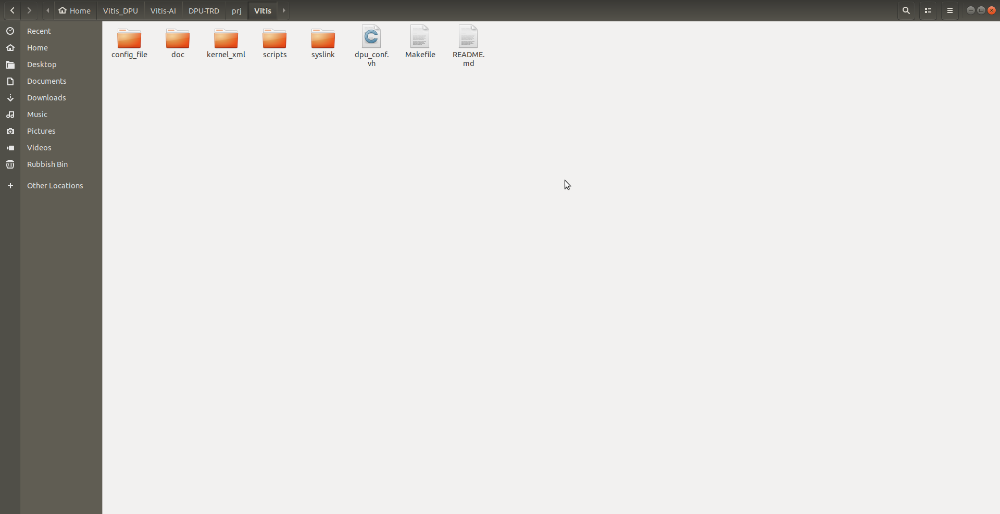 Home Vitis_DPU Vitis-AI DPU-TRD prj Vitis
Recent
Home
Desktop
Documents
Downloads
Music
Pictures
Videos
Rubbish Bin
Other Locations
config_file
doc
kernel_xml
scripts
syslink
dpu_conf.
vh
Makefile
README.
md